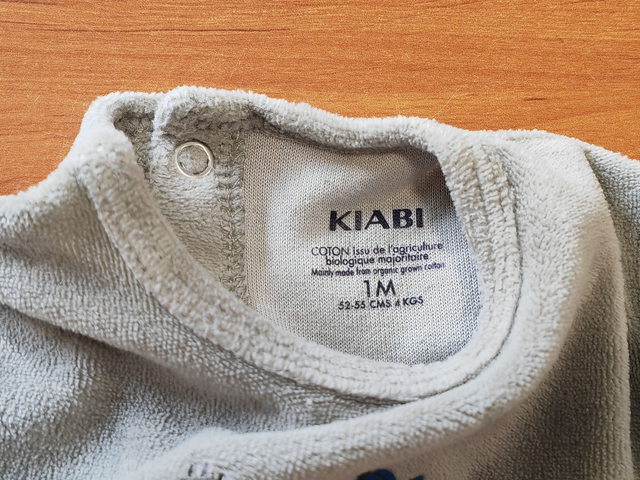 KIABI
COTON issu de l'agriculture
biologique majoritaire
Mainly made from organic grown cotton
1M
52-55 CMS 4 KGS